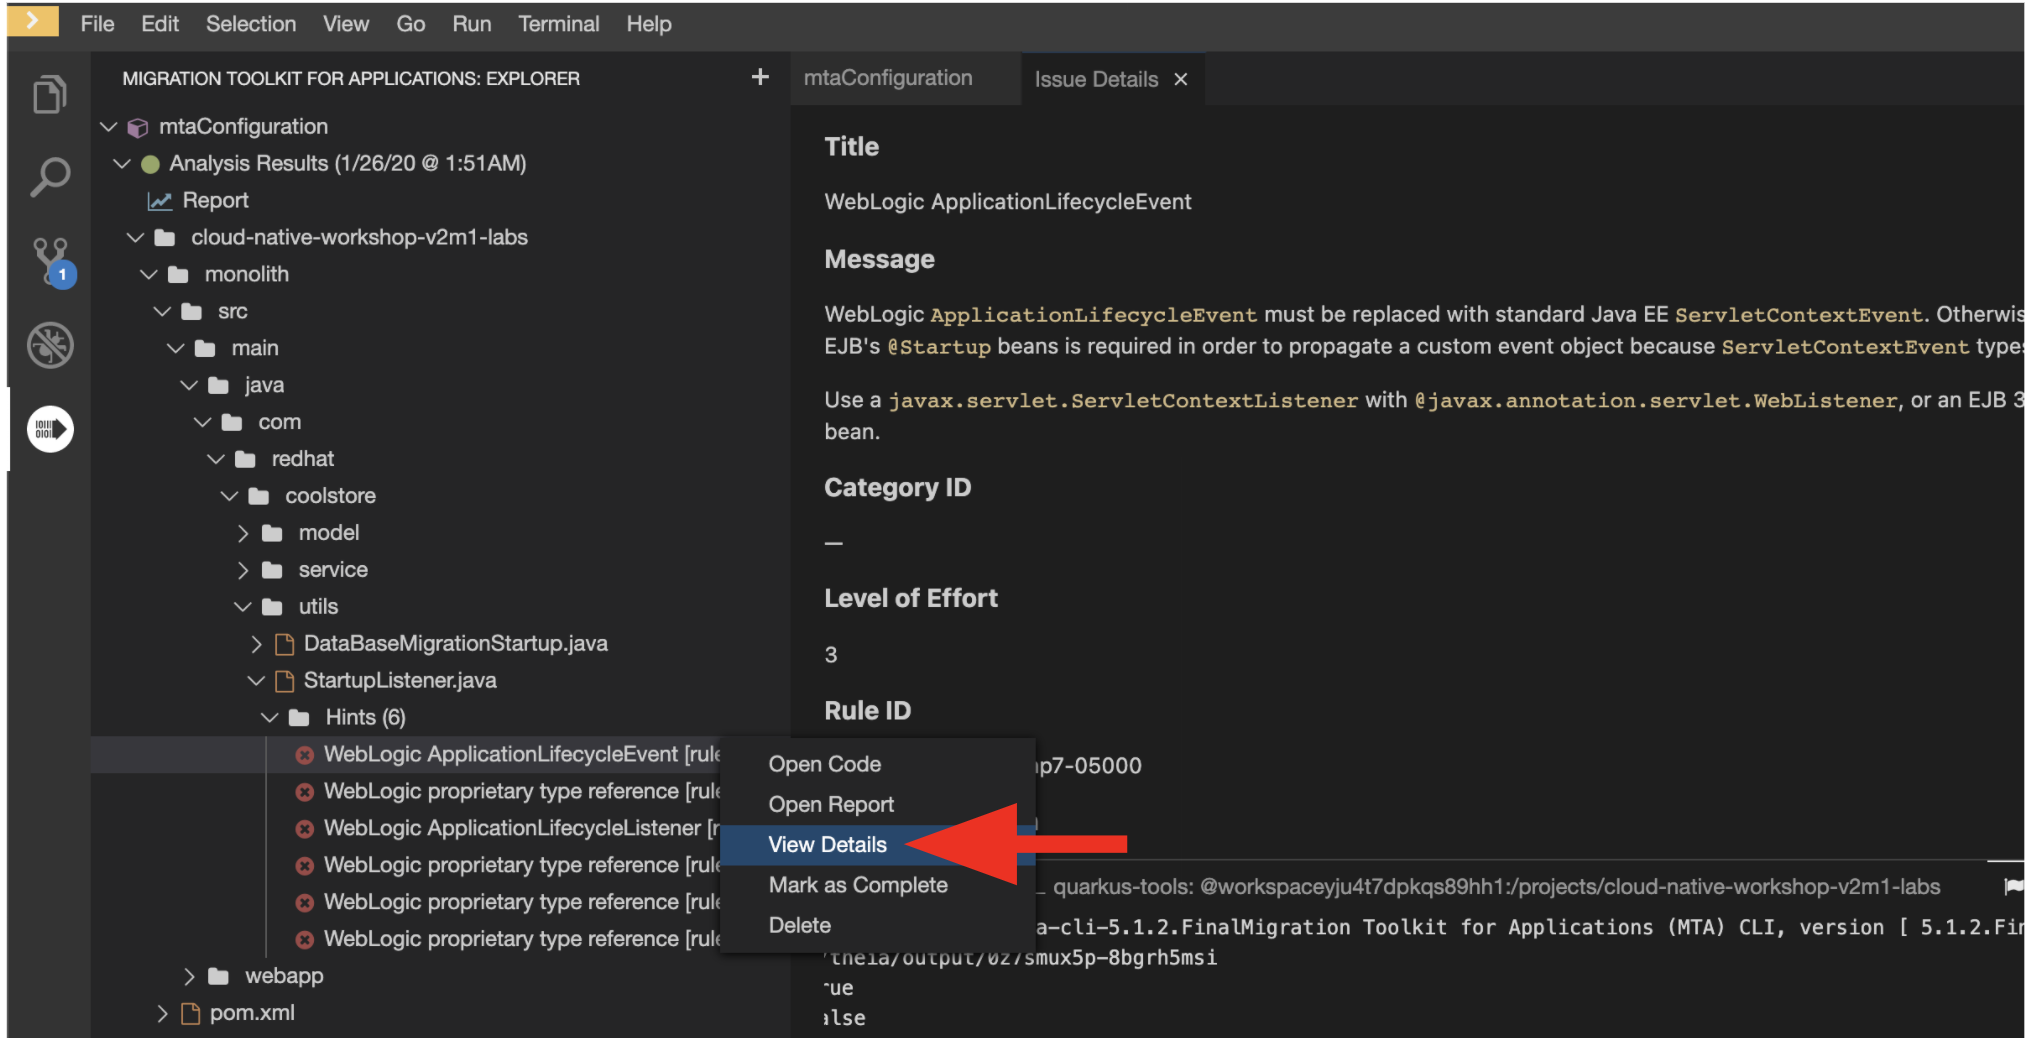 File Edit Selection View Go Run Terminal Help
MIGRATION TOOLKIT FOR APPLICATIONS: EXPLORER
mtaConfiguration
Analysis Results (1/26/20 @ 1:51AM)
Report
cloud-native-workshop-v2m1-labs
monolith
src
main
java
com
redhat
coolstore
model
service
utils
DataBaseMigrationStartup.java
StartupListener.java
Hints (6)
WebLogic ApplicationLifecycleEvent [rule
WebLogic proprietary type reference [rule
WebLogic ApplicationLifecycleListener [r
WebLogic proprietary type reference [rule
WebLogic proprietary type reference [rule
WebLogic proprietary type reference [rule
webapp
pom.xml
1
Open Code
Open Report
View Details
Mark as Complete
Delete
mtaConfiguration
Issue Details ×
Title
WebLogic ApplicationLifecycleEvent
Message
WebLogic ApplicationLifecycleEvent must be replaced with standard Java EE ServletContextEvent. Otherwis
EJB's @Startup beans is required in order to propagate a custom event object because ServletContextEvent types
Use a javax.servlet.ServletContextListener with @javax.annotation.servlet.WebListener, or an EJB 3
bean.
Category ID
—
Level of Effort
3
Rule ID
p7-05000
quarkus-tools: @workspaceyju4t7dpkqs89hh1:/projects/cloud-native-workshop-v2m1-labs
a-cli-5.1.2.FinalMigration Toolkit for Applications (MTA) CLI, version [ 5.1.2.Fin
theia/output/0z7smux5p-8bgrh5msi
rue
alse